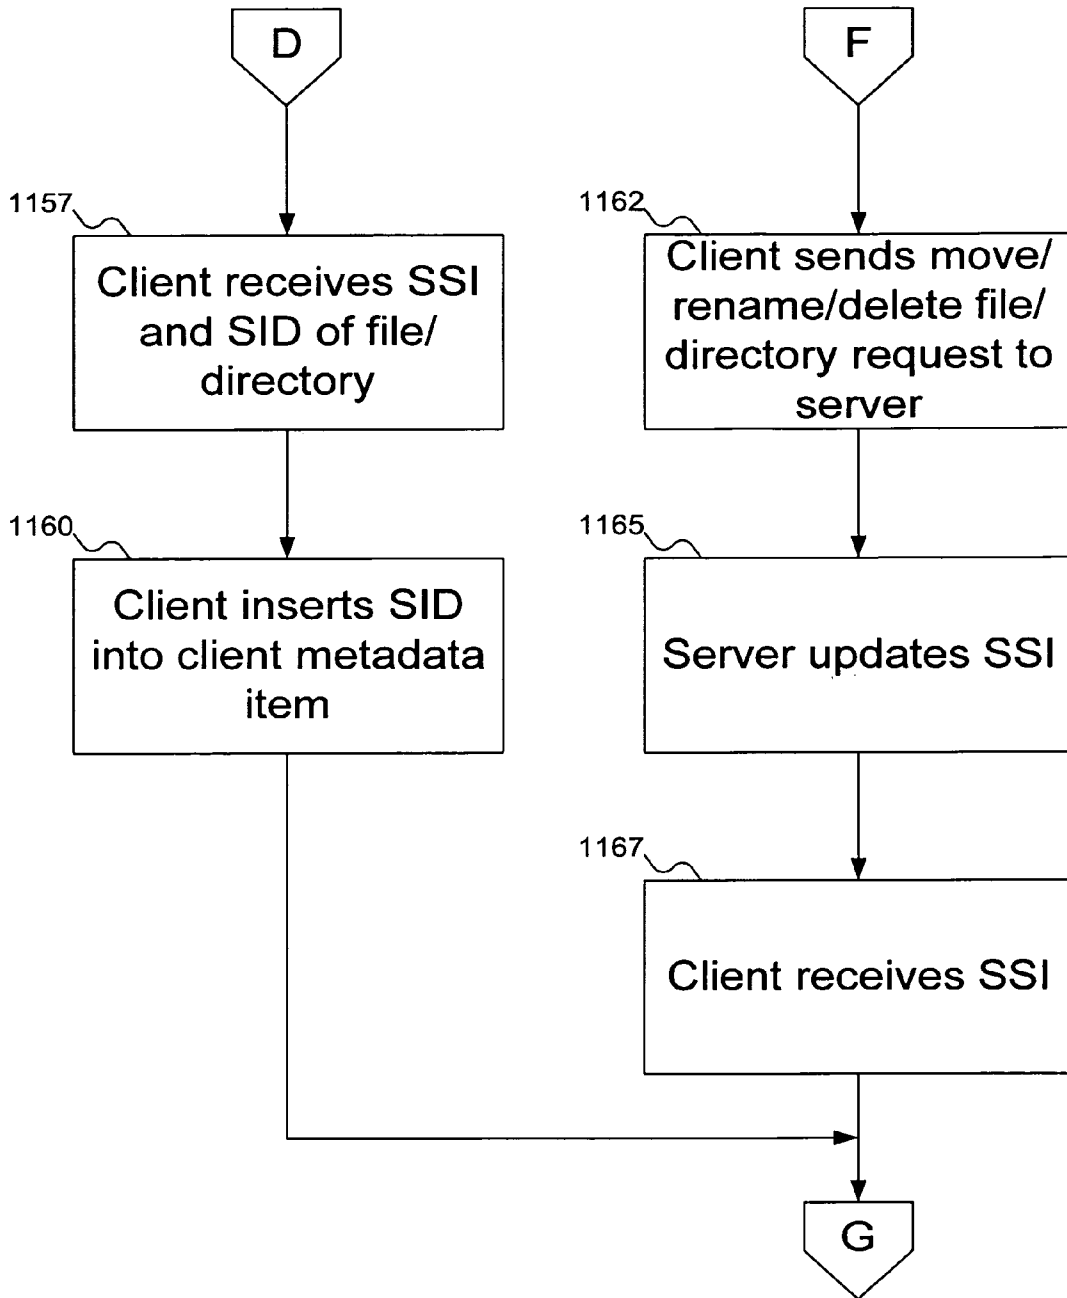 D
1157
Client receives SSI
and SID of file/
directory
1160
Client inserts SID
into client metadata
item
F
1162
Client sends move/
rename/delete file/
directory request to
server
1165
Server updates SSI
1167
Client receives SSI
G